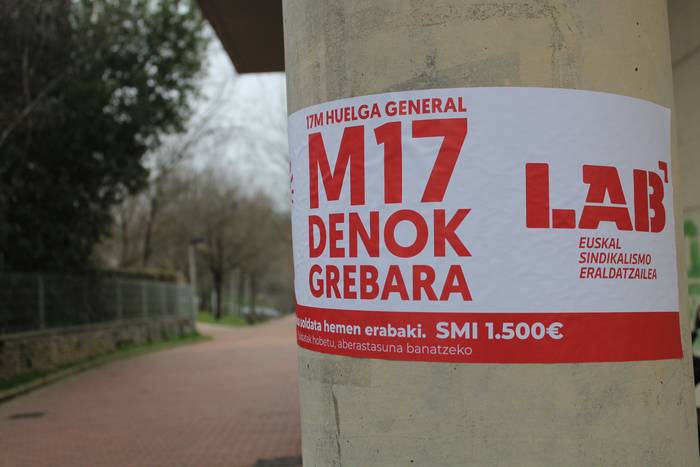 17M HUELGA GENERAL
M17
DENOK
GREBARA
LAB
EUSKAL
SINDIKALISMO
ERALDATZAILEA
soldata hemen erabaki. SMI 1.500€
hobetu, aberastasuna banatzeko